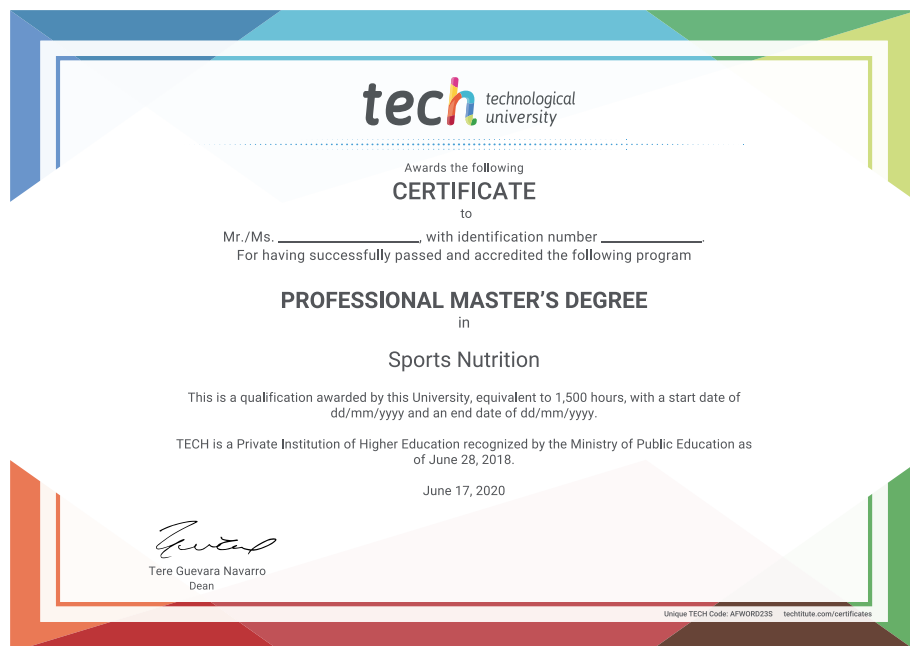 tech technological
university
Awards the following
CERTIFICATE
to
Mr./Ms. ____________________, with identification number ______________.
For having successfully passed and accredited the following program
PROFESSIONAL MASTER'S DEGREE
in
Sports Nutrition
This is a qualification awarded by this University, equivalent to 1,500 hours, with a start date of
dd/mm/yyyy and an end date of dd/mm/yyyy.
TECH is a Private Institution of Higher Education recognized by the Ministry of Public Education as
of June 28, 2018.
June 17, 2020
Tere Guevara Navarro
Dean
Unique TECH Code: AFWORD23S techtitute.com/certificates